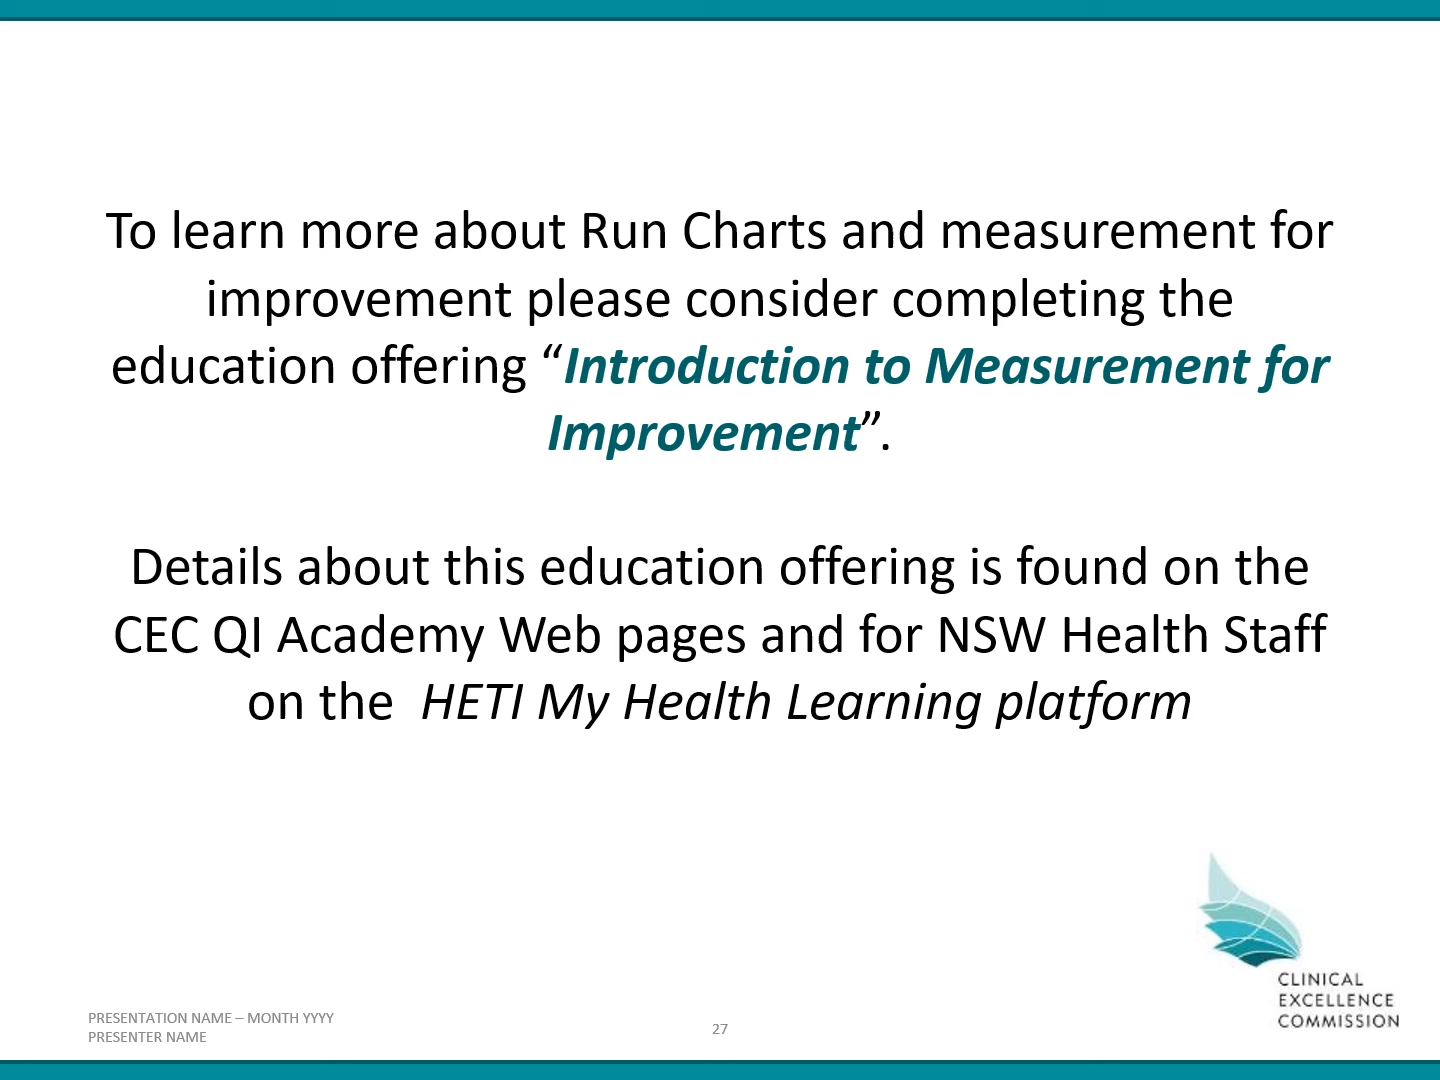 To learn more about Run Charts and measurement for
improvement please consider completing the
education offering “Introduction to Measurement for
Improvement”.
Details about this education offering is found on the
CEC QI Academy Web pages and for NSW Health Staff
on the  HETI My Health Learning platform
CLINICAL
EXCELLENCE
COMMISSION
PRESENTATION NAME – MONTH YYYY
PRESENTER NAME
27